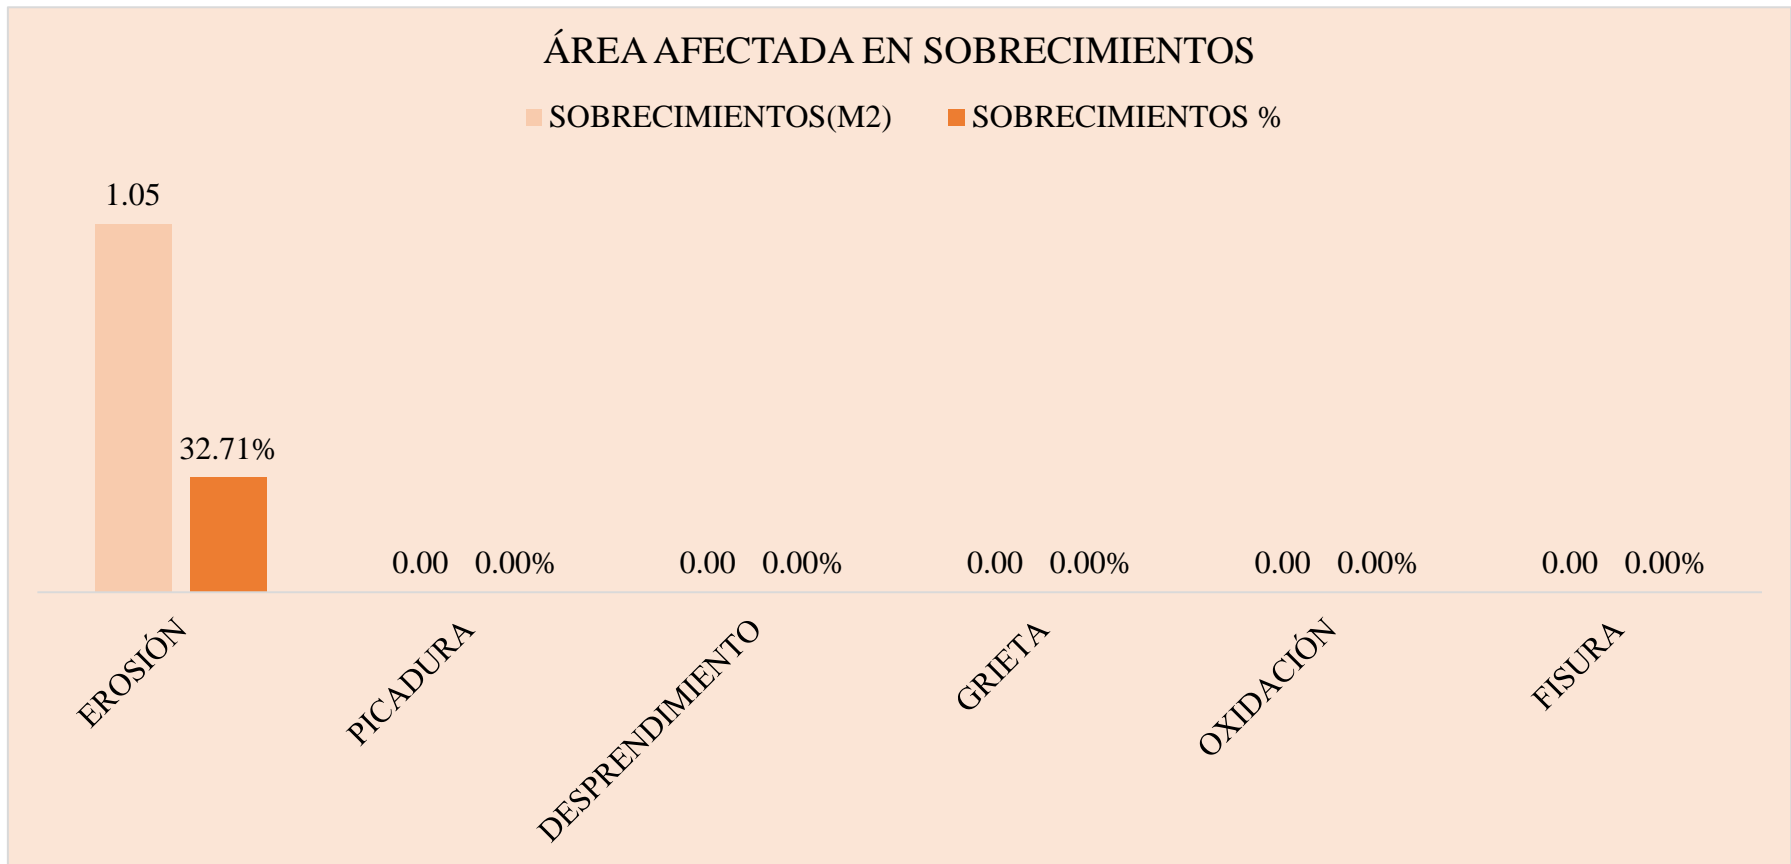 ÁREA AFECTADA EN SOBRECIMIENTOS
SOBRECIMIENTOS(M2) SOBRECIMIENTOS %
1.05
32.71%
0.00 0.00% 0.00 0.00% 0.00 0.00% 0.00 0.00% 0.00 0.00%
EROSIÓN
PICADURA
DESPRENDIMIENTO
GRIETA
OXIDACIÓN
FISURA